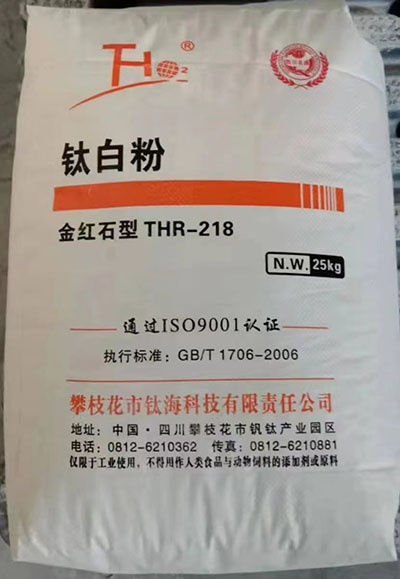 THO2®
钛白粉
金红石型 THR-218
N.W. 25kg
通过ISO9001认证
执行标准：GB/T 1706-2006
攀枝花市钛海科技有限责任公司
地址：中国·四川攀枝花市钒钛产业园区
电话：0812-6210362 传真：0812-6210881
仅限于工业使用，不得用作人类食品与动物饲料的添加剂或原料